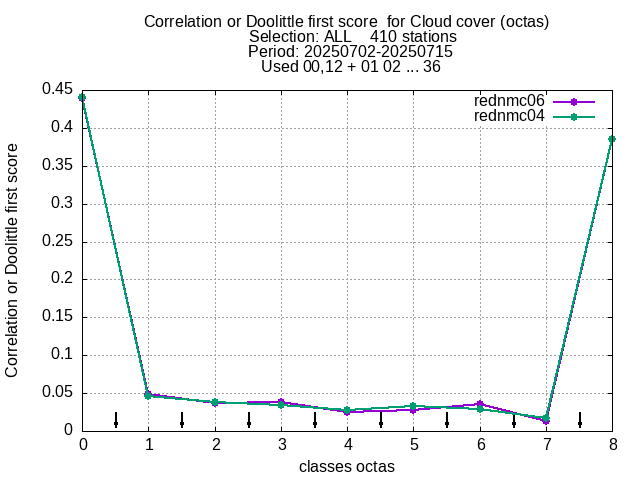 Correlation or Doolittle first score  for Cloud cover (octas)
Selection: ALL    410 stations
Period: 20250702-20250715
Used 00,12 + 01 02 ... 36
rednmc06
rednmc04
0.45
0.4
0.35
0.3
0.25
0.2
0.15
0.1
0.05
0
Correlation or Doolittle first score
0 1 2 3 4 5 6 7 8
classes octas